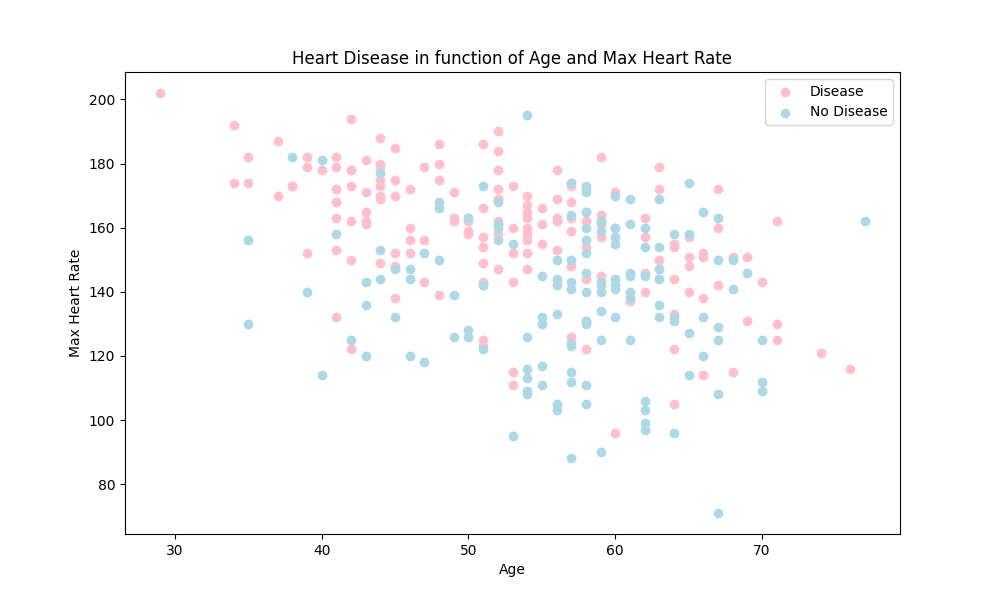 Heart Disease in function of Age and Max Heart Rate
Disease
No Disease
200
180
160
140
120
100
80
Max Heart Rate
30 40 50 60 70
Age